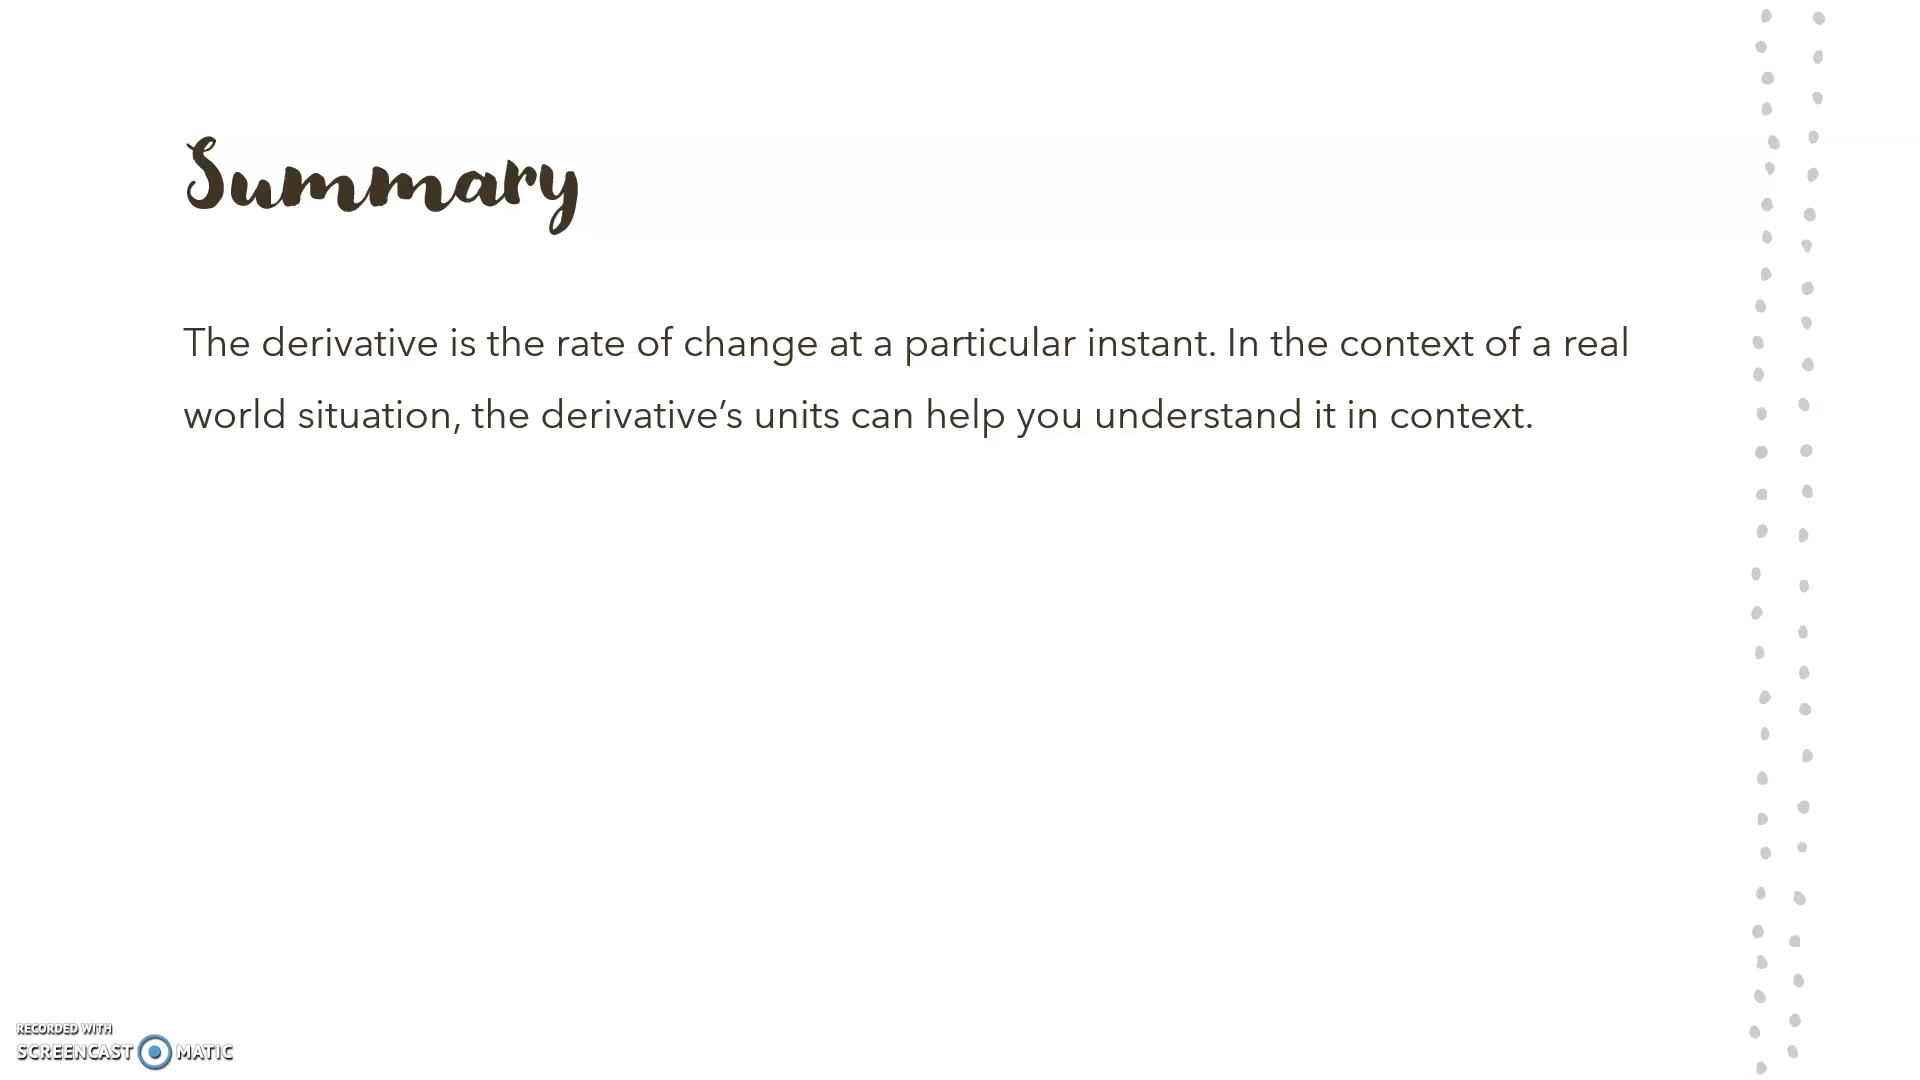 Summary
The derivative is the rate of change at a particular instant. In the context of a real
world situation, the derivative’s units can help you understand it in context.
RECORDED WITH
SCREENCAST MATIC